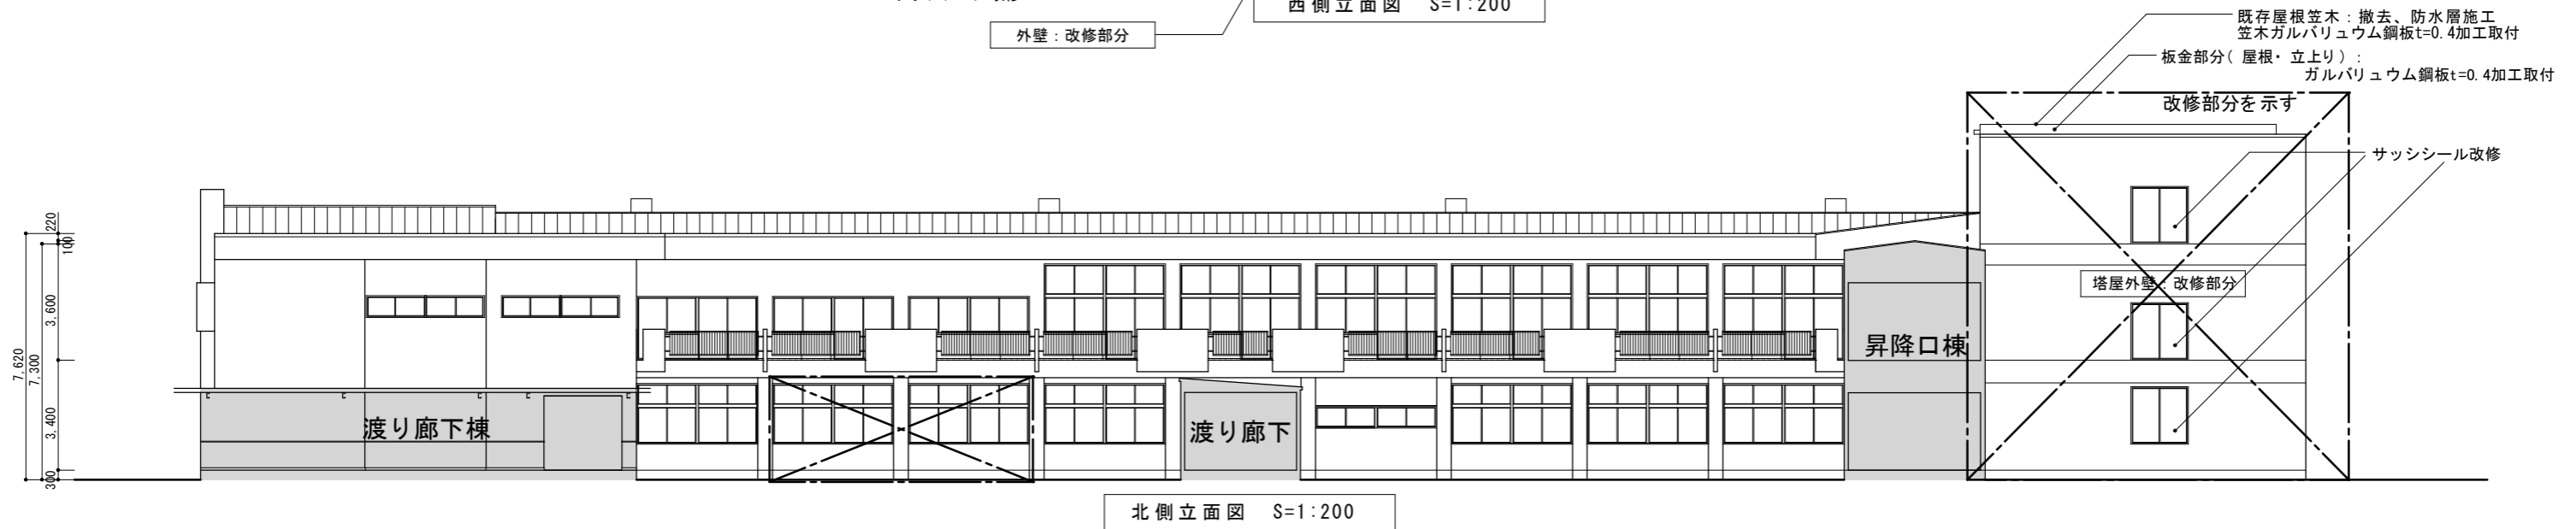 西側立面図 S=1:200
外壁：改修部分
既存屋根笠木：撤去、防水層施工
笠木ガルバリュウム鋼板t=0.4加工取付
板金部分(屋根・立上り)：
ガルバリュウム鋼板t=0.4加工取付
改修部分を示す
サッシシール改修
220
100
3,600
7,620
7,300
3,400
300
塔屋外壁：改修部分
昇降口棟
渡り廊下棟
渡り廊下
北側立面図 S=1:200